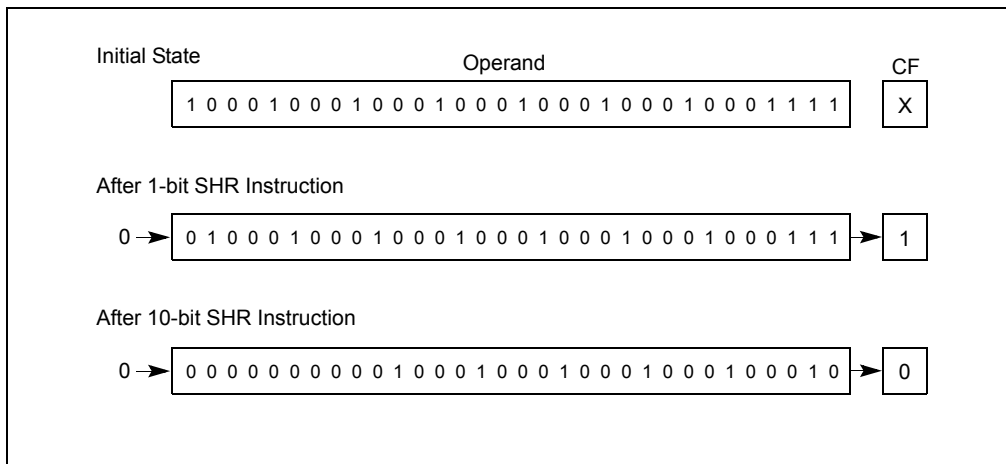 Initial State
Operand
CF
1 0 0 0 1 0 0 0 1 0 0 0 1 0 0 0 1 0 0 0 1 0 0 0 1 0 0 0 1 1 1 1 X
After 1-bit SHR Instruction
0 0 1 0 0 0 1 0 0 0 1 0 0 0 1 0 0 0 1 0 0 0 1 0 0 0 1 0 0 0 1 1 1 1
After 10-bit SHR Instruction
0 0 0 0 0 0 0 0 0 0 0 1 0 0 0 1 0 0 0 1 0 0 0 1 0 0 0 1 0 0 0 1 0 0